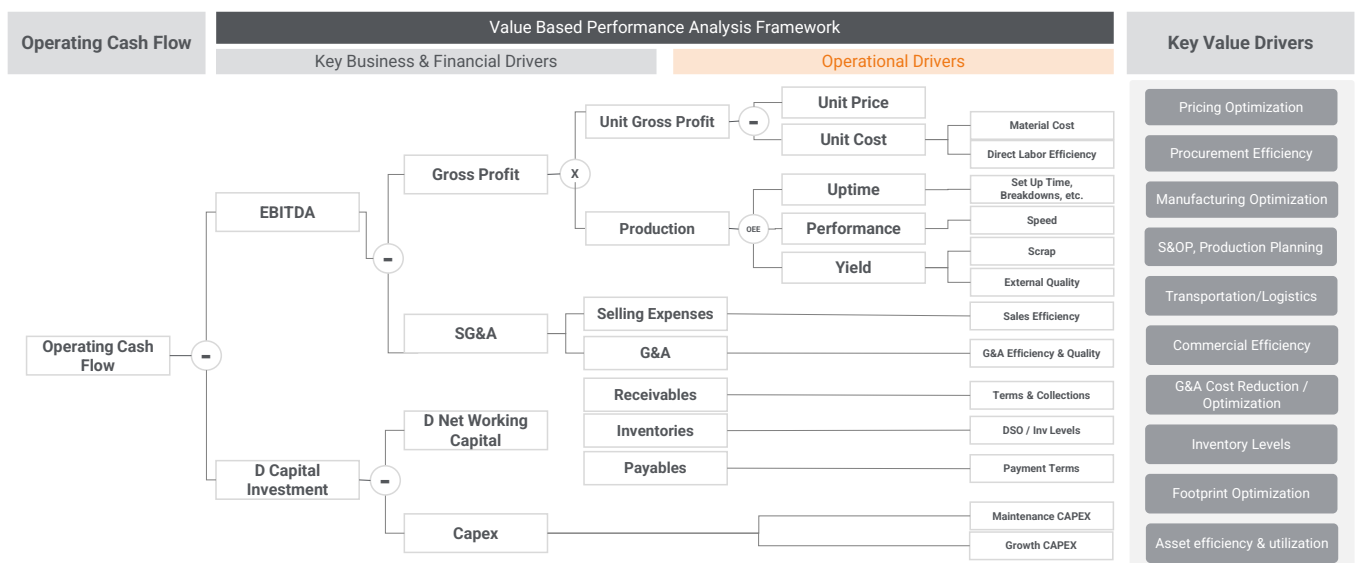 Operating Cash Flow
Value Based Performance Analysis Framework
Key Business & Financial Drivers
Operational Drivers
Key Value Drivers
Operating Cash
Flow
-
EBITDA
D Capital
Investment
-
-
Gross Profit
SG&A
D Net Working
Capital
Capex
X
Unit Gross Profit
Production
Selling Expenses
G&A
Receivables
Inventories
Payables
-
OEE
Unit Price
Unit Cost
Uptime
Performance
Yield
Material Cost
Direct Labor Efficiency
Set Up Time,
Breakdowns, etc.
Speed
Scrap
External Quality
Sales Efficiency
G&A Efficiency & Quality
Terms & Collections
DSO / Inv Levels
Payment Terms
Maintenance CAPEX
Growth CAPEX
Pricing Optimization
Procurement Efficiency
Manufacturing Optimization
S&OP, Production Planning
Transportation/Logistics
Commercial Efficiency
G&A Cost Reduction /
Optimization
Inventory Levels
Footprint Optimization
Asset efficiency & utilization